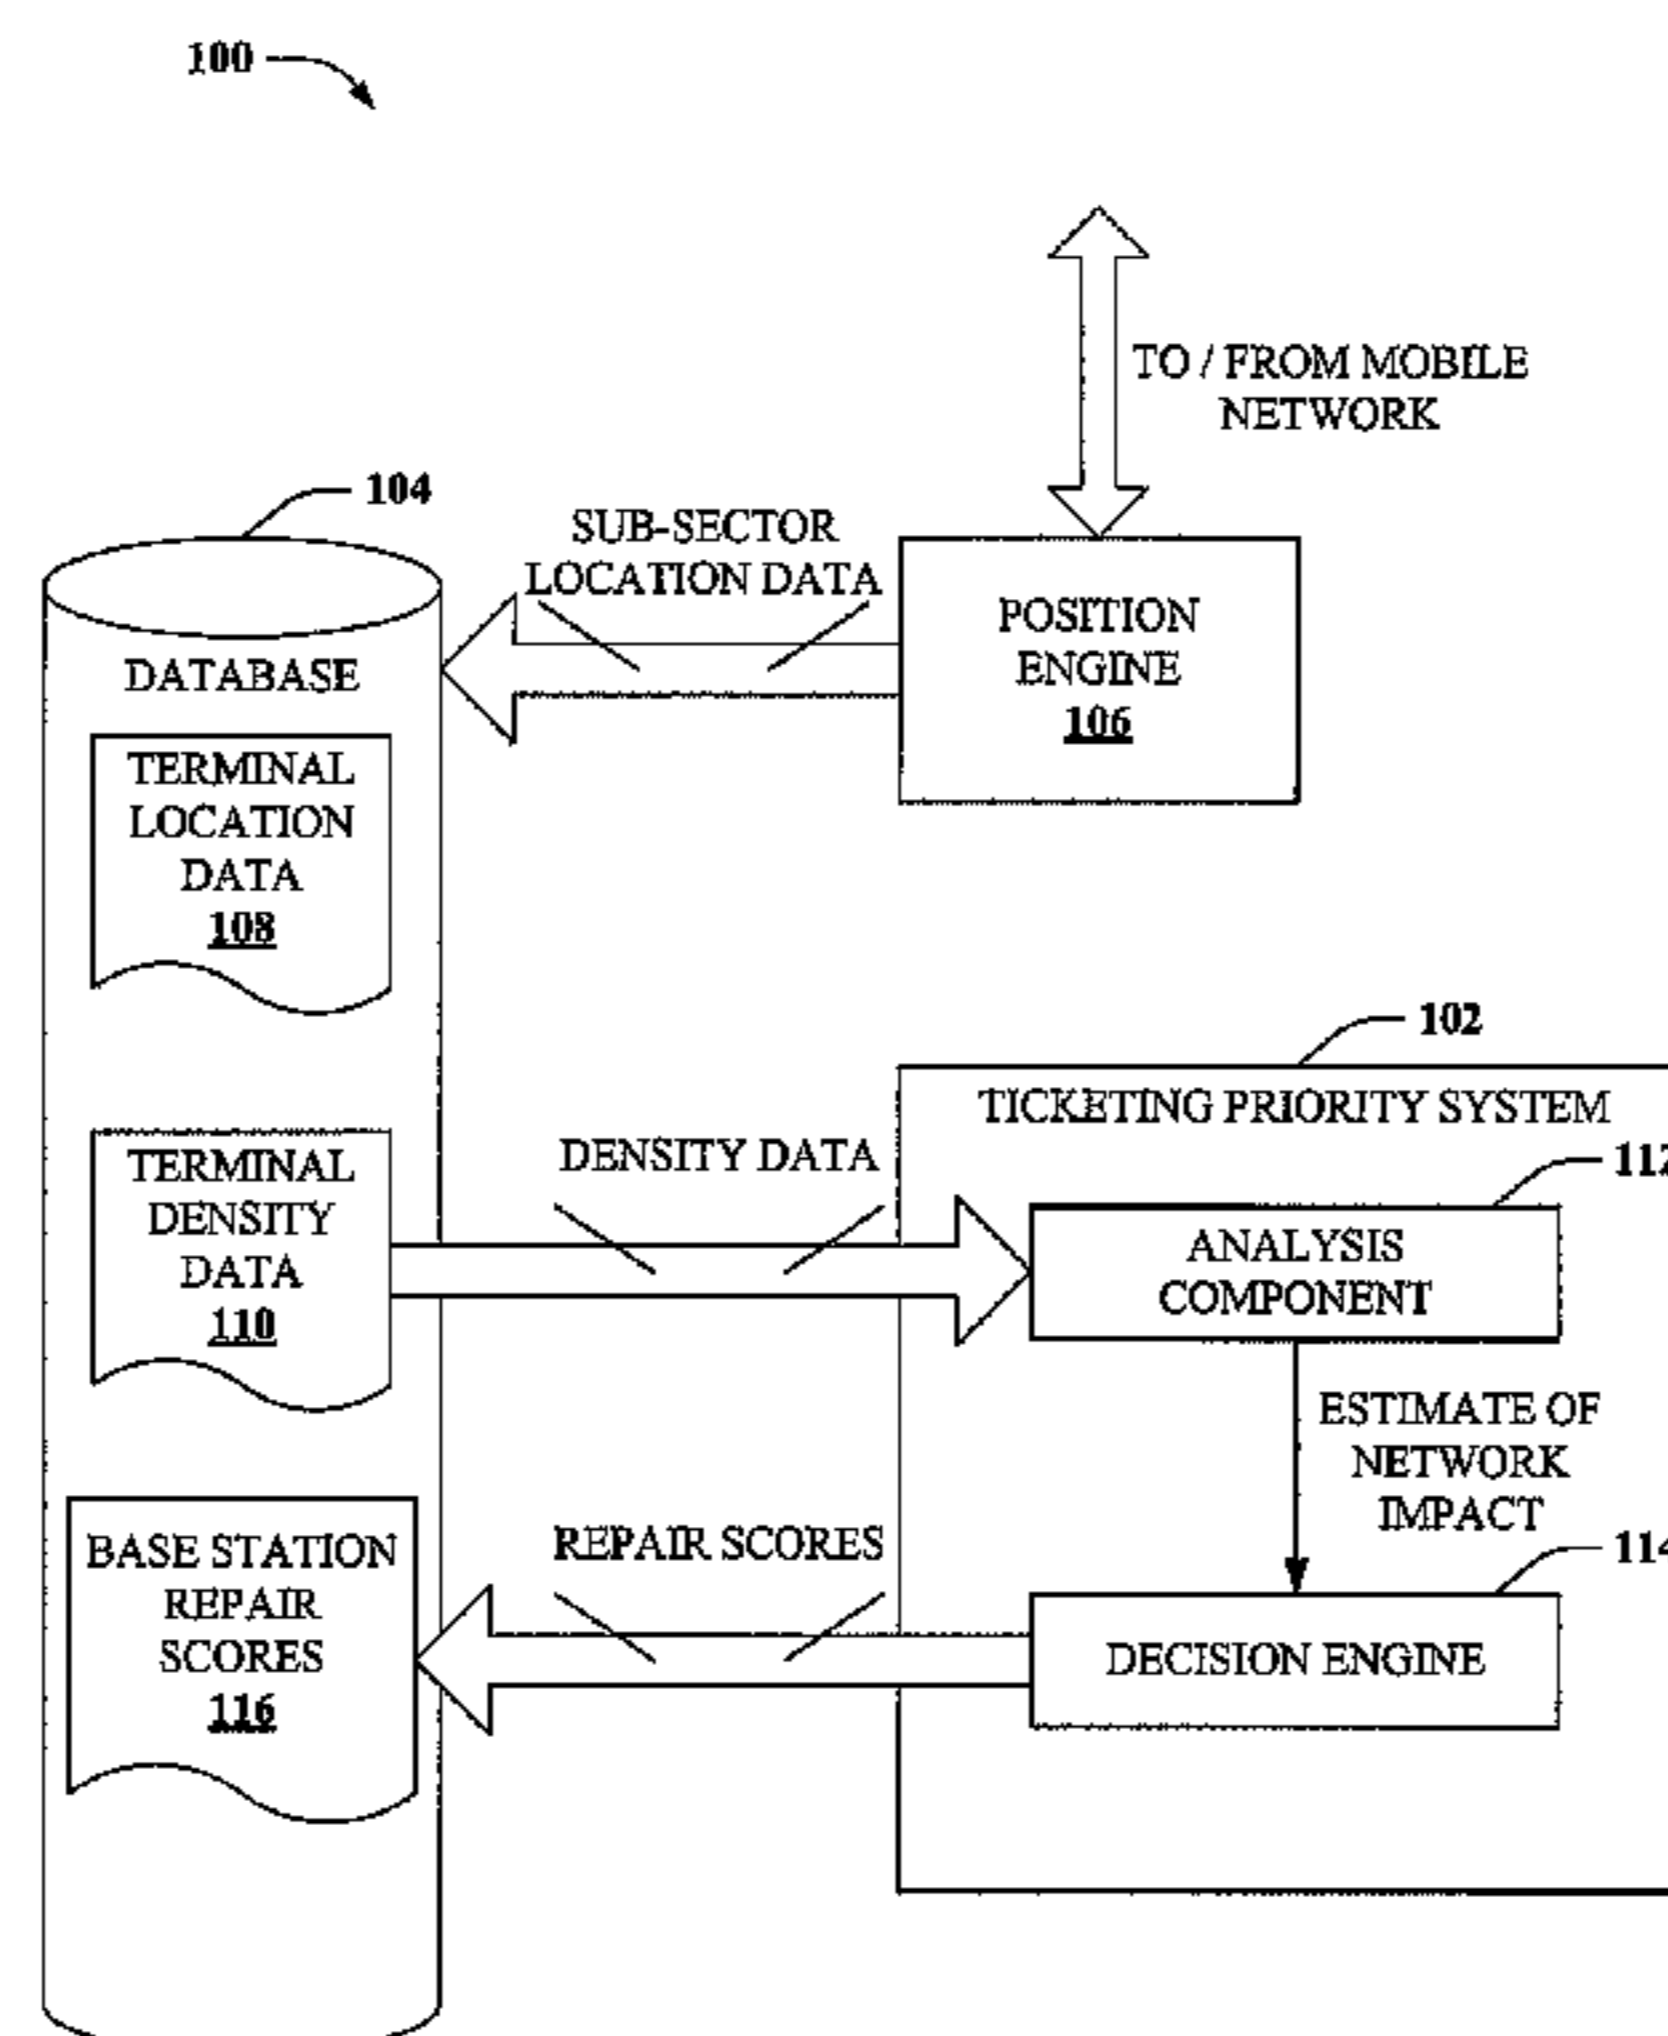 100
TO / FROM MOBILE
NETWORK
104
SUB-SECTOR
LOCATION DATA
POSITION
ENGINE
106
DATABASE
TERMINAL
LOCATION
DATA
108
102
TICKETING PRIORITY SYSTEM
112
DENSITY DATA
TERMINAL
DENSITY
DATA
110
ANALYSIS
COMPONENT
ESTIMATE OF
NETWORK
IMPACT
114
REPAIR SCORES
BASE STATION
REPAIR
SCORES
116
DECISION ENGINE